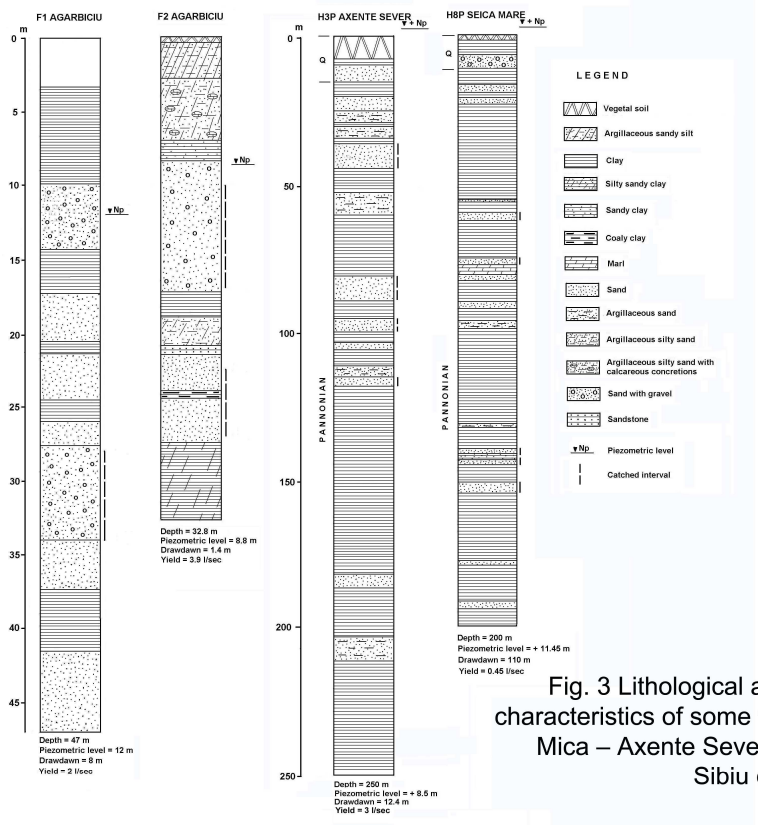 F1 AGARBICIU
F2 AGARBICIU
H3P AXENTE SEVER
H8P SEICA MARE
m
0
5
10
15
20
25
30
35
40
45
Np
Depth = 47 m
Piezometric level = 12 m
Drawdawn = 8 m
Yield = 2 l/sec
Np
Depth = 32.8 m
Piezometric level = 8.8 m
Drawdawn = 1.4 m
Yield = 3.9 l/sec
m
0
50
100
150
200
250
+ Np
Q
PANNONIAN
Depth = 250 m
Piezometric level = + 8.5 m
Drawdawn = 12.4 m
Yield = 3 l/sec
+ Np
Q
PANNONIAN
Depth = 200 m
Piezometric level = + 11.45 m
Drawdawn = 110 m
Yield = 0.45 l/sec
LEGEND
Vegetal soil
Argillaceous sandy silt
Clay
Silty sandy clay
Sandy clay
Coaly clay
Marl
Sand
Argillaceous sand
Argillaceous silty sand
Argillaceous silty sand with
calcareous concretions
Sand with gravel
Sandstone
Np Piezometric level
Catched interval
Fig. 3 Lithological a
characteristics of some
Mica – Axente Seve
Sibiu